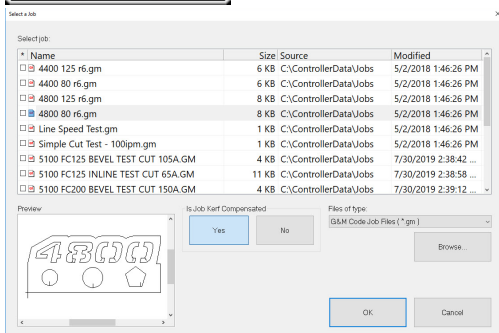 Select a Job
Select job:
* Name Size Source Modified
4400 125 r6.gm 6 KB C:\ControllerData\Jobs 5/2/2018 1:46:26 PM
4400 80 r6.gm 6 KB C:\ControllerData\Jobs 5/2/2018 1:46:26 PM
4800 125 r6.gm 8 KB C:\ControllerData\Jobs 5/2/2018 1:46:26 PM
4800 80 r6.gm 8 KB C:\ControllerData\Jobs 5/2/2018 1:46:26 PM
Line Speed Test.gm 1 KB C:\ControllerData\Jobs 5/2/2018 1:46:26 PM
Simple Cut Test - 100ipm.gm 1 KB C:\ControllerData\Jobs 5/2/2018 1:46:26 PM
5100 FC125 BEVEL TEST CUT 105A.GM 4 KB C:\ControllerData\Jobs 7/30/2019 2:38:42 ...
5100 FC125 INLINE TEST CUT 65A.GM 11 KB C:\ControllerData\Jobs 7/30/2019 2:38:58 ...
5100 FC200 BEVEL TEST CUT 150A.GM 4 KB C:\ControllerData\Jobs 7/30/2019 2:39:12 ...
Preview Is Job Kerf Compensated Files of type:
Yes No G&M Code Job Files ( *.gm )
4800 Browse...
OK Cancel